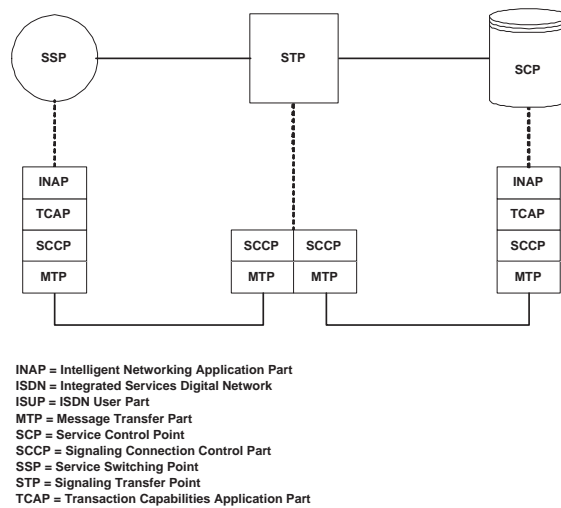 SSP
STP
SCP
INAP
TCAP
SCCP
MTP
SCCP SCCP
MTP MTP
INAP
TCAP
SCCP
MTP
INAP = Intelligent Networking Application Part
ISDN = Integrated Services Digital Network
ISUP = ISDN User Part
MTP = Message Transfer Part
SCP = Service Control Point
SCCP = Signaling Connection Control Part
SSP = Service Switching Point
STP = Signaling Transfer Point
TCAP = Transaction Capabilities Application Part